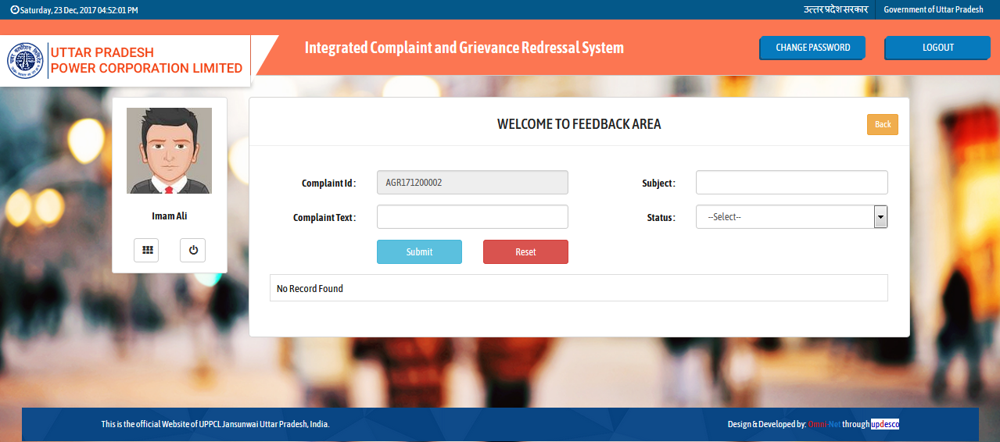 Saturday, 23 Dec, 2017 04:52:01 PM
उत्तर प्रदेश सरकार
Government of Uttar Pradesh
UTTAR PRADESH
POWER CORPORATION LIMITED
Integrated Complaint and Grievance Redressal System
CHANGE PASSWORD
LOGOUT
Imam Ali
WELCOME TO FEEDBACK AREA
Back
Complaint Id :
AGR171200002
Subject :
Complaint Text :
Status :
--Select--
Submit
Reset
No Record Found
This is the official Website of UPPCL Jansunwai Uttar Pradesh, India.
Design & Developed by: Omni-Net through updesco